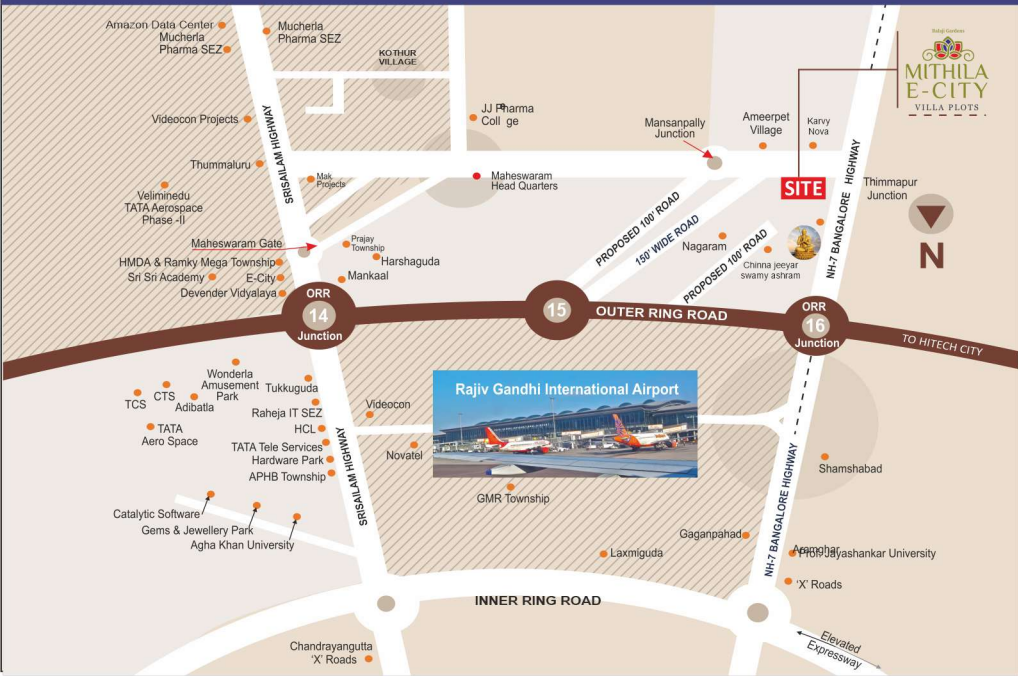 Amazon Data Center
Mucherla
Pharma SEZ
Mucherla
Pharma SEZ
KOTHUR
VILLAGE
Balaji Gardens
MITHILA
E-CITY
VILLA PLOTS
Videocon Projects
SRISAILAM HIGHWAY
JJ Pharma
Coll ge
Mansanpally
Junction
Ameerpet
Village
Karvy
Nova
Thummaluru
Mak
Projects
Maheswaram
Head Quarters
SITE
Thimmapur
Junction
NH-7 BANGALORE HIGHWAY
Veliminedu
TATA Aerospace
Phase -II
N
Maheswaram Gate
Prajay
Township
Harshaguda
Mankaal
PROPOSED 100' ROAD
150' WIDE ROAD
PROPOSED 100' ROAD
Nagaram
Chinna jeeyar
swamy ashram
HMDA & Ramky Mega Township
Sri Sri Academy
E-City
Devender Vidyalaya
ORR
14
Junction
15
OUTER RING ROAD
ORR
16
Junction
TO HITECH CITY
Wonderla
Amusement
Park
Tukkuguda
CTS
TCS
Adibatla
Raheja IT SEZ
TATA
Aero Space
HCL
TATA Tele Services
Hardware Park
APHB Township
SRISAILAM HIGHWAY
Videocon
Novatel
Rajiv Gandhi International Airport
GMR Township
Shamshabad
NH-7 BANGALORE HIGHWAY
Catalytic Software
Gems & Jewellery Park
Agha Khan University
Gaganpahad
Laxmiguda
Aramghar
Prof. Jayashankar University
'X' Roads
INNER RING ROAD
Elevated
Expressway
Chandrayangutta
'X' Roads